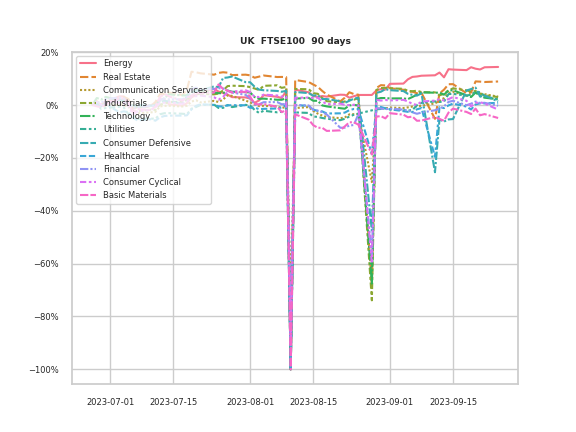 UK FTSE100 90 days
20%
0%
−20%
−40%
−60%
−80%
−100%
Energy
Real Estate
Communication Services
Industrials
Technology
Utilities
Consumer Defensive
Healthcare
Financial
Consumer Cyclical
Basic Materials
2023-07-01 2023-07-15 2023-08-01 2023-08-15 2023-09-01 2023-09-15